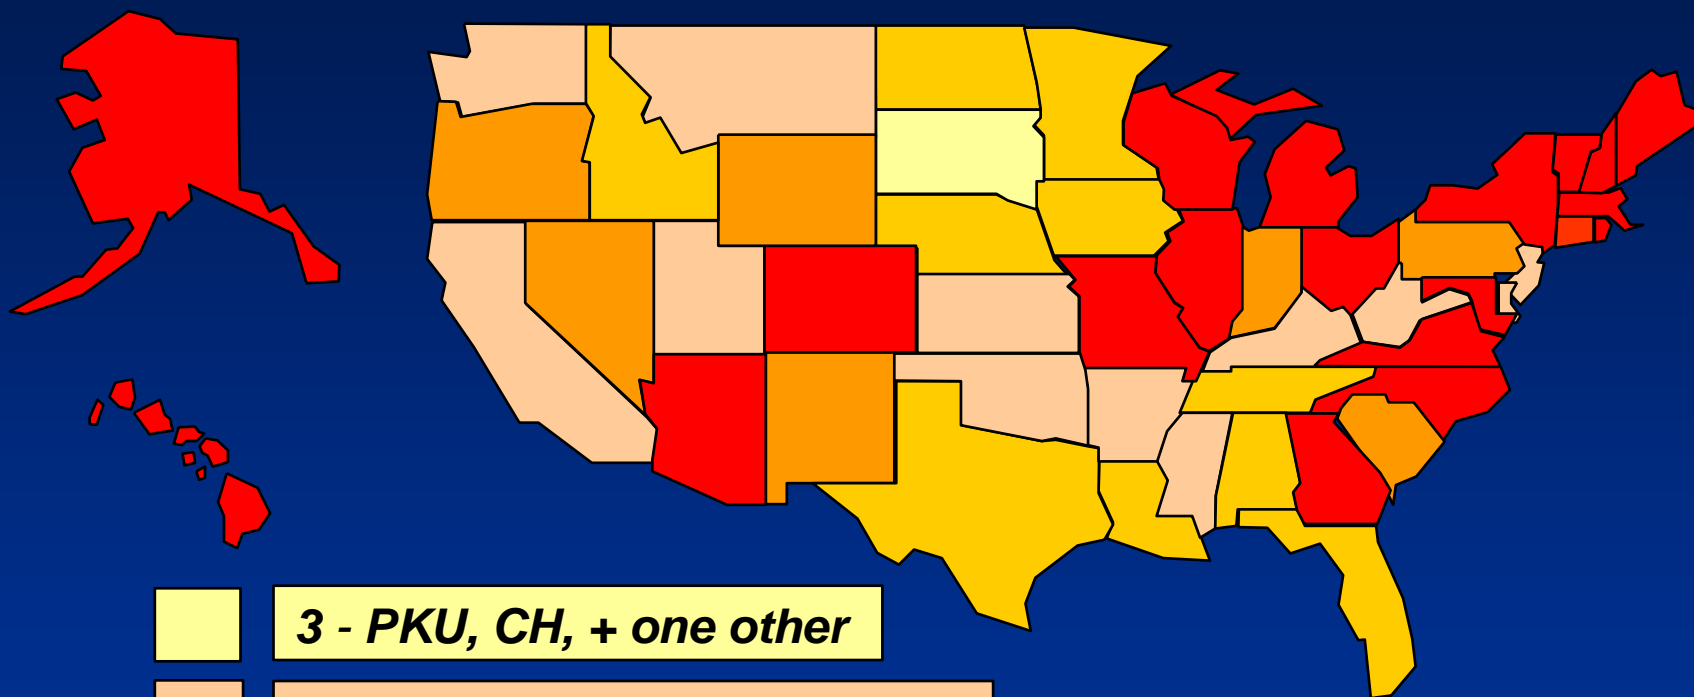 3 - PKU, CH, + one other